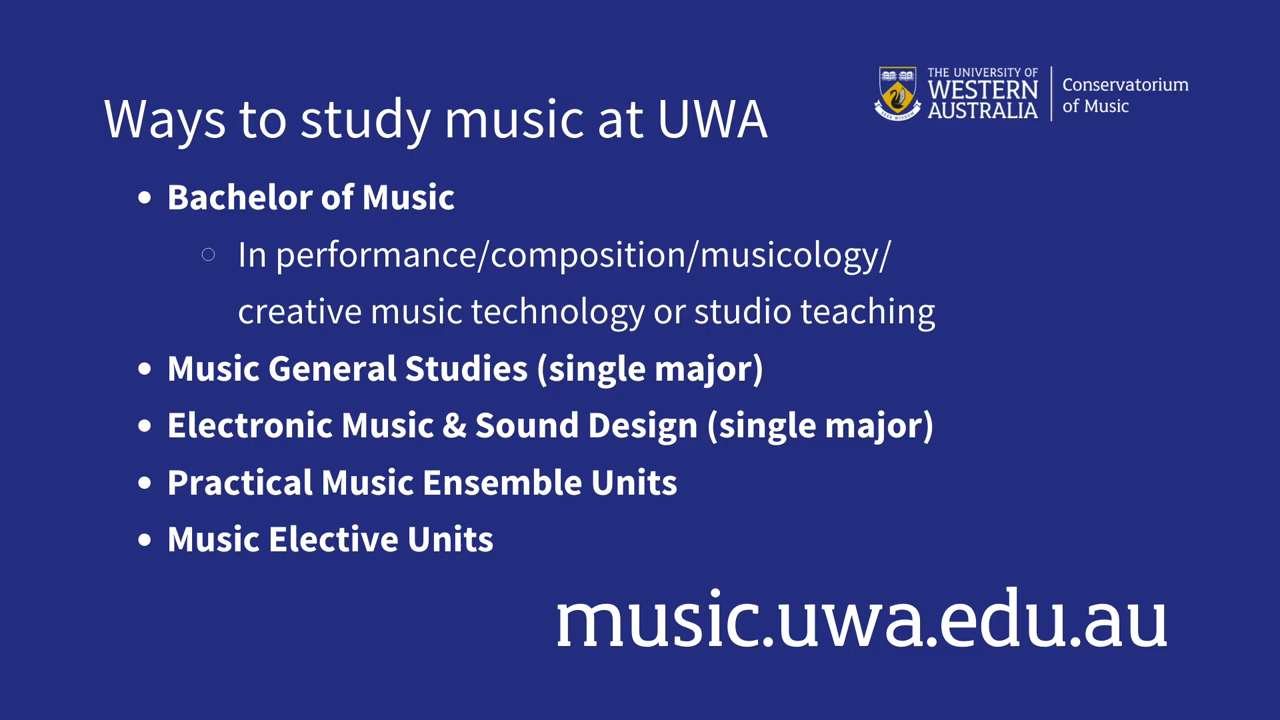 THE UNIVERSITY OF
WESTERN
AUSTRALIA
Conservatorium
of Music
Ways to study music at UWA
• Bachelor of Music
○ In performance/composition/musicology/
creative music technology or studio teaching
• Music General Studies (single major)
• Electronic Music & Sound Design (single major)
• Practical Music Ensemble Units
• Music Elective Units
music.uwa.edu.au